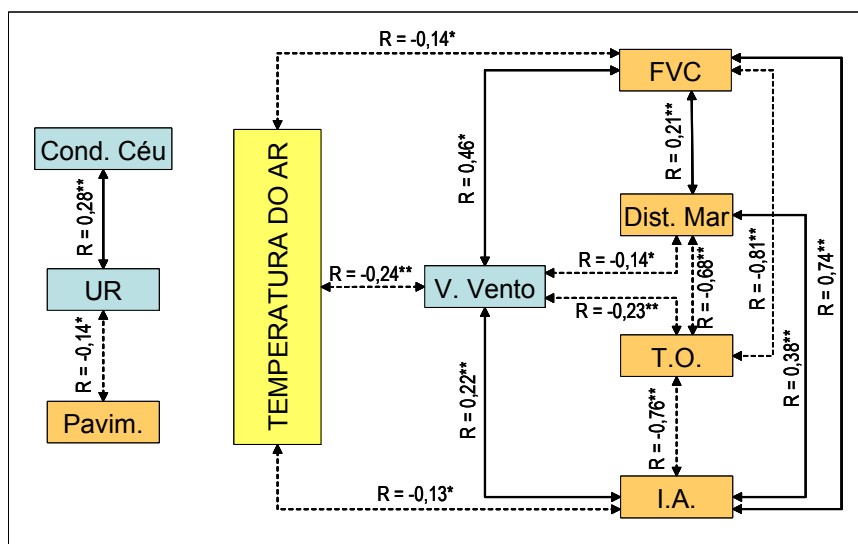 R = -0,14*
FVC
Cond. Céu
R = 0,28**
UR
R = -0,14*
Pavim.
TEMPERATURA DO AR
R = 0,46*
R = 0,21**
Dist. Mar
R = -0,24**
V. Vento
R = -0,14*
R = -0,68**
R = -0,81**
R = 0,74**
R = -0,23**
T.O.
R = 0,38**
R = 0,22**
R = -0,76**
R = -0,13*
I.A.